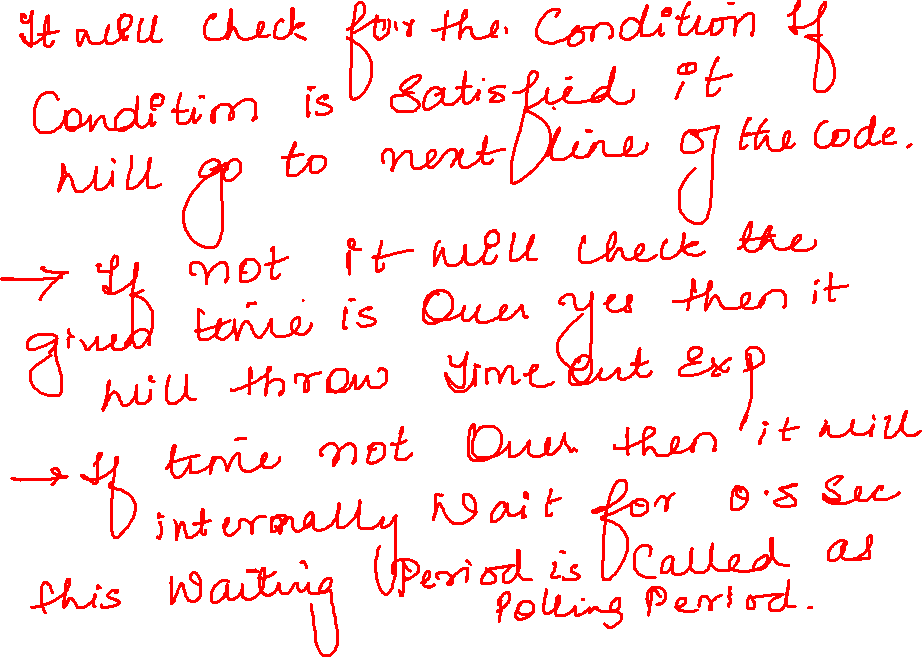 It will check for the Condition If
Condition is Satisfied it
will go to next line of the code.
→ If not it will check the
given time is Over yes then it
will throw Time Out Exp
→ If time not Over then it will
internally Wait for 0.5 Sec
this Waiting Period is Called as
Polling Period.